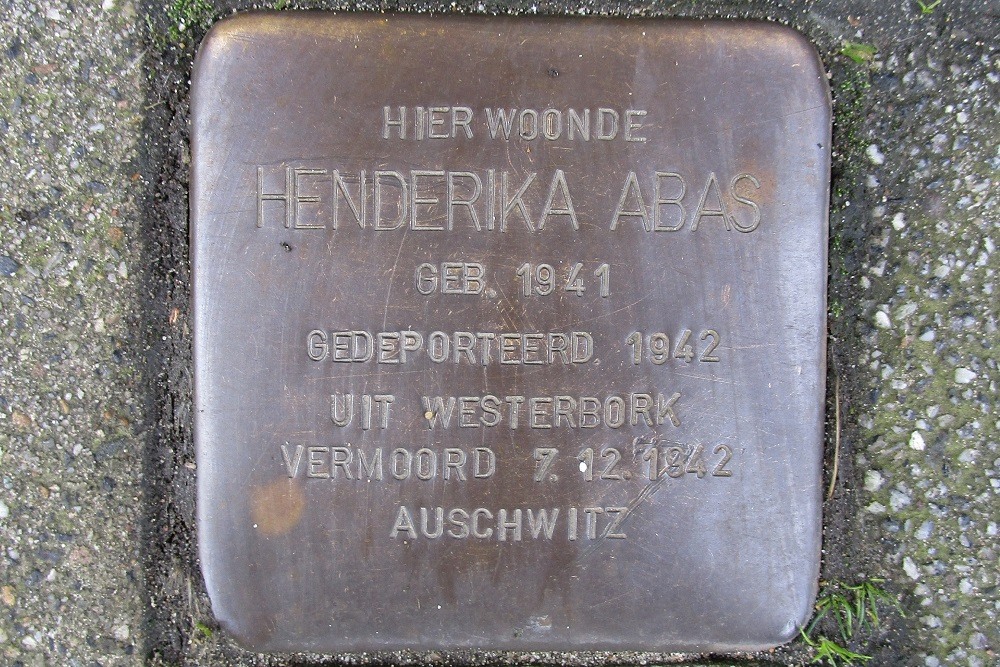 HIER WOONDE
HENDERIKA ABAS
GEB. 1941
GEDEPORTEERD 1942
UIT WESTERBORK
VERMOORD 7.12.1942
AUSCHWITZ